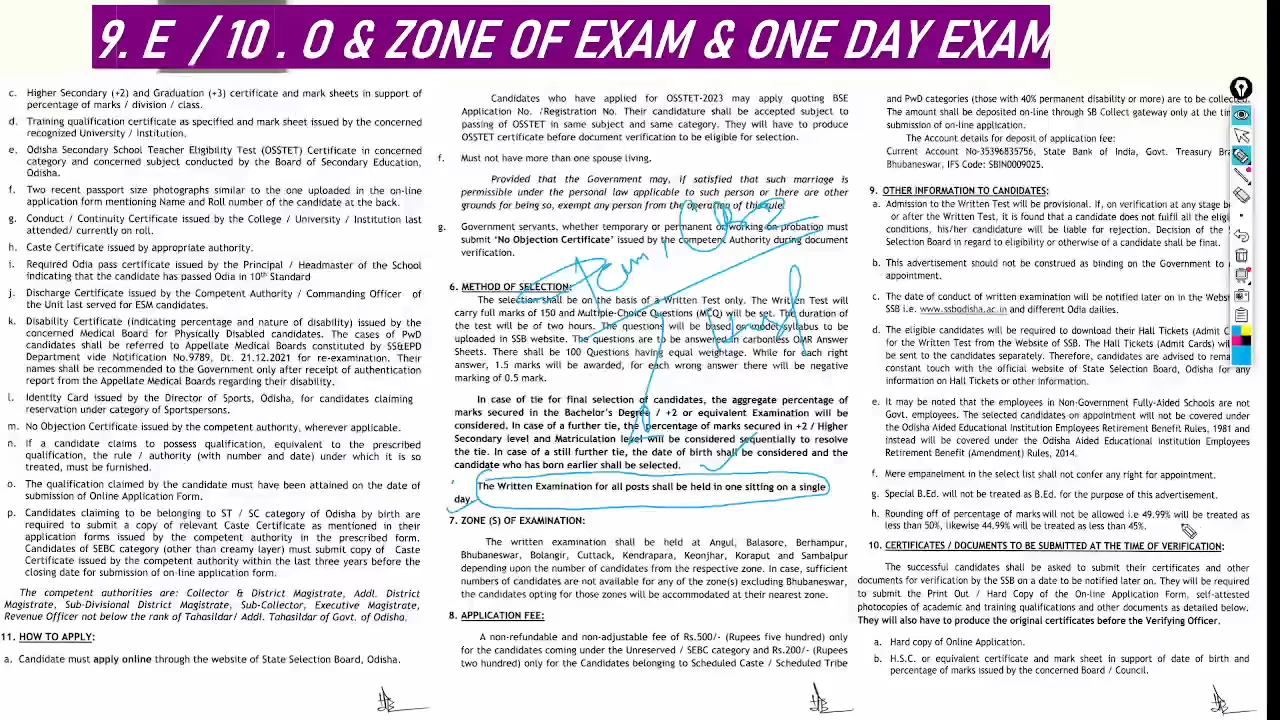 9. E / 10 . O & ZONE OF EXAM & ONE DAY EXAM
c. Higher Secondary (+2) and Graduation (+3) certificate and mark sheets in support of
percentage of marks / division / class.
d. Training qualification certificate as specified and mark sheet issued by the concerned
recognized University / Institution.
e. Odisha Secondary School Teacher Eligibility Test (OSSTET) Certificate in concerned
category and concerned subject conducted by the Board of Secondary Education,
Odisha.
f. Two recent passport size photographs similar to the one uploaded in the on-line
application form mentioning Name and Roll number of the candidate at the back.
g. Conduct / Continuity Certificate issued by the College / University / Institution last
attended/ currently on roll.
h. Caste Certificate issued by appropriate authority.
i. Required Odia pass certificate issued by the Principal / Headmaster of the School
indicating that the candidate has passed Odia in 10th Standard
j. Discharge Certificate issued by the Competent Authority / Commanding Officer of
the Unit last served for ESM candidates.
k. Disability Certificate (indicating percentage and nature of disability) issued by the
concerned Medical Board for Physically Disabled candidates. The cases of PwD
candidates shall be referred to Appellate Medical Boards constituted by SS&EPD
Department vide Notification No.9789, Dt. 21.12.2021 for re-examination. Their
names shall be recommended to the Government only after receipt of authentication
report from the Appellate Medical Boards regarding their disability.
l. Identity Card issued by the Director of Sports, Odisha, for candidates claiming
reservation under category of Sportspersons.
m. No Objection Certificate issued by the competent authority, wherever applicable.
n. If a candidate claims to possess qualification, equivalent to the prescribed
qualification, the rule / authority (with number and date) under which it is so
treated, must be furnished.
o. The qualification claimed by the candidate must have been attained on the date of
submission of Online Application Form.
p. Candidates claiming to be belonging to ST / SC category of Odisha by birth are
required to submit a copy of relevant Caste Certificate as mentioned in their
application forms issued by the competent authority in the prescribed form.
Candidates of SEBC category (other than creamy layer) must submit copy of Caste
Certificate issued by the competent authority within the last three years before the
closing date for submission of on-line application form.
The competent authorities are: Collector & District Magistrate, Addl. District
Magistrate, Sub-Divisional District Magistrate, Sub-Collector, Executive Magistrate,
Revenue Officer not below the rank of Tahasildar/ Addl. Tahasildar of Govt. of Odisha.
11. HOW TO APPLY:
a. Candidate must apply online through the website of State Selection Board, Odisha.
Candidates who have applied for OSSTET-2023 may apply quoting BSE
Application No. /Registration No. Their candidature shall be accepted subject to
passing of OSSTET in same subject and same category. They will have to produce
OSSTET certificate before document verification to be eligible for selection.
f. Must not have more than one spouse living.
Provided that the Government may, if satisfied that such marriage is
permissible under the personal law applicable to such person or there are other
grounds for being so, exempt any person from the operation of this rule.
g. Government servants, whether temporary or permanent or working on probation must
submit "No Objection Certificate" issued by the competent Authority during document
verification.
6. METHOD OF SELECTION:
The selection shall be on the basis of a Written Test only. The Written Test will
carry full marks of 150 and Multiple-Choice Questions (MCQ) will be set. The duration of
the test will be of two hours. The questions will be based on model syllabus to be
uploaded in SSB website. The questions are to be answered in carbonless OMR Answer
Sheets. There shall be 100 Questions having equal weightage. While for each right
answer, 1.5 marks will be awarded, for each wrong answer there will be negative
marking of 0.5 mark.
In case of tie for final selection of candidates, the aggregate percentage of
marks secured in the Bachelor's Degree / +2 or equivalent Examination will be
considered. In case of a further tie, the percentage of marks secured in +2 / Higher
Secondary level and Matriculation level will be considered sequentially to resolve
the tie. In case of a still further tie, the date of birth shall be considered and the
candidate who has born earlier shall be selected.
The Written Examination for all posts shall be held in one sitting on a single
day.
7. ZONE (S) OF EXAMINATION:
The written examination shall be held at Angul, Balasore, Berhampur,
Bhubaneswar, Bolangir, Cuttack, Kendrapara, Keonjhar, Koraput and Sambalpur
depending upon the number of candidates from the respective zone. In case, sufficient
numbers of candidates are not available for any of the zone(s) excluding Bhubaneswar,
the candidates opting for those zones will be accommodated at their nearest zone.
8. APPLICATION FEE:
A non-refundable and non-adjustable fee of Rs.500/- (Rupees five hundred) only
for the candidates coming under the Unreserved / SEBC category and Rs.200/- (Rupees
two hundred) only for the Candidates belonging to Scheduled Caste / Scheduled Tribe
and PwD categories (those with 40% permanent disability or more) are to be collected.
The amount shall be deposited on-line through SB Collect gateway only at the
submission of on-line application.
The Account details for deposit of application fee:
Current Account No-35396835756, State Bank of India, Govt. Treasury
Bhubaneswar, IFS Code: SBIN0009025.
9. OTHER INFORMATION TO CANDIDATES:
a. Admission to the Written Test will be provisional. If, on verification at any stage
or after the Written Test, it is found that a candidate does not fulfil all the
conditions, his/her candidature will be liable for rejection. Decision of the
Selection Board in regard to eligibility or otherwise of a candidate shall be final.
b. This advertisement should not be construed as binding on the Government to
appointment.
c. The date of conduct of written examination will be notified later on in the
SSB i.e. www.ssbodisha.ac.in and different Odia dailies.
d. The eligible candidates will be required to download their Hall Tickets (Admit
for the Written Test from the Website of SSB. The Hall Tickets (Admit Cards) will
be sent to the candidates separately. Therefore, candidates are advised to
constant touch with the official website of State Selection Board, Odisha for any
information on Hall Tickets or other information.
e. It may be noted that the employees in Non-Government Fully-Aided Schools are not
Govt. employees. The selected candidates on appointment will not be covered under
the Odisha Aided Educational Institution Employees Retirement Benefit Rules, 1981 and
instead will be covered under the Odisha Aided Educational Institution Employees
Retirement Benefit (Amendment) Rules, 2014.
f. Mere empanelment in the select list shall not confer any right for appointment.
g. Special B.Ed. will not be treated as B.Ed. for the purpose of this advertisement.
h. Rounding off of percentage of marks will not be allowed i.e 49.99% will be treated as
less than 50%, likewise 44.99% will be treated as less than 45%.
10. CERTIFICATES / DOCUMENTS TO BE SUBMITTED AT THE TIME OF VERIFICATION:
The successful candidates shall be asked to submit their certificates and other
documents for verification by the SSB on a date to be notified later on. They will be required
to submit the Print Out / Hard Copy of the On-line Application Form, self-attested
photocopies of academic and training qualifications and other documents as detailed below.
They will also have to produce the original certificates before the Verifying Officer.
a. Hard copy of Online Application.
b. H.S.C. or equivalent certificate and mark sheet in support of date of birth and
percentage of marks issued by the concerned Board / Council.